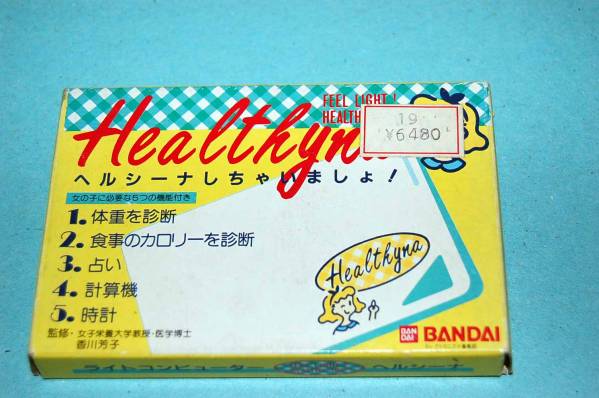 FEEL LIGHT!
HEALTH
Healthyna
19
¥6480
ヘルシーナしちゃいましょ!
女の子に必要な5つの機能付き
1. 体重を診断
2. 食事のカロリーを診断
3. 占い
4. 計算機
5. 時計
監修・女子栄養大学教授・医学博士
香川芳子
Healthyna
BAN
DAI
BANDAI
ライトコンピューター
ヘルシーナ